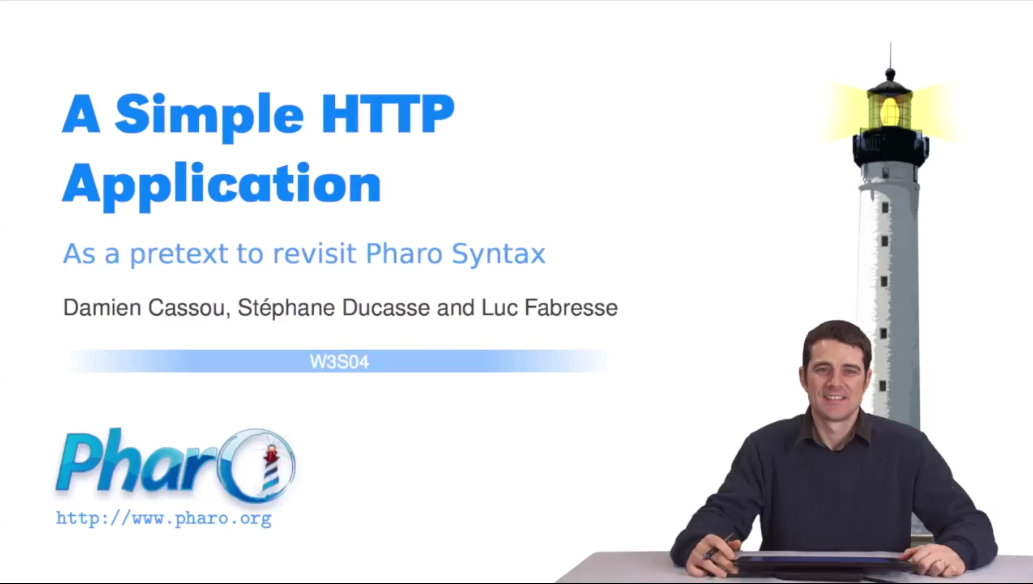 A Simple HTTP
Application
As a pretext to revisit Pharo Syntax
Damien Cassou, Stéphane Ducasse and Luc Fabresse
W3S04
Pharo
http://www.pharo.org